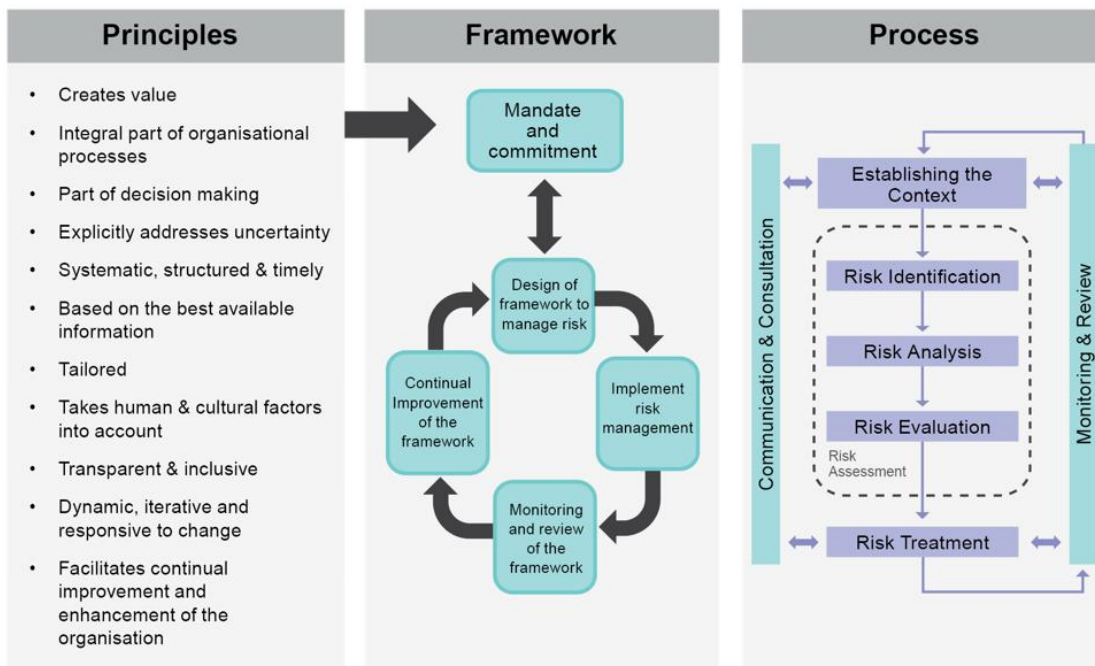 Principles
• Creates value
• Integral part of organisational
processes
• Part of decision making
• Explicitly addresses uncertainty
• Systematic, structured & timely
• Based on the best available
information
• Tailored
• Takes human & cultural factors
into account
• Transparent & inclusive
• Dynamic, iterative and
responsive to change
• Facilitates continual
improvement and
enhancement of the
organisation
Framework
Mandate
and
commitment
Design of
framework to
manage risk
Implement
risk
management
Monitoring
and review
of the
framework
Continual
Improvement
of the
framework
Process
Communication & Consultation
Establishing the
Context
Risk Identification
Risk Analysis
Risk Evaluation
Risk
Assessment
Risk Treatment
Monitoring & Review